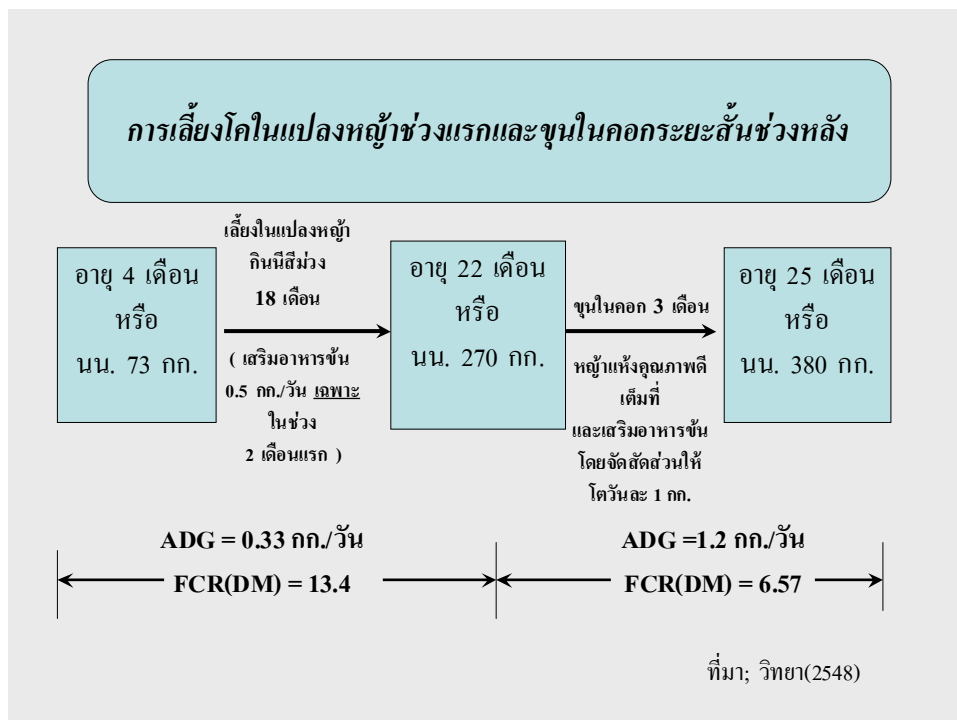 การเลี้ยงโคในแปลงหญ้าช่วงแรกและขุนในคอกระยะสั้นช่วงหลัง
อายุ 4 เดือน
หรือ
นน. 73 กก.
เลี้ยงในแปลงหญ้า
กินนีสีม่วง
18 เดือน
( เสริมอาหารข้น
0.5 กก./วัน เฉพาะ
ในช่วง
2 เดือนแรก )
อายุ 22 เดือน
หรือ
นน. 270 กก.
ขุนในคอก 3 เดือน
หญ้าแห้งคุณภาพดี
เต็มที่
และเสริมอาหารข้น
โดยจัดสัดส่วนให้
โตวันละ 1 กก.
อายุ 25 เดือน
หรือ
นน. 380 กก.
ADG = 0.33 กก./วัน
FCR(DM) = 13.4
ADG =1.2 กก./วัน
FCR(DM) = 6.57
ที่มา; วิทยา(2548)